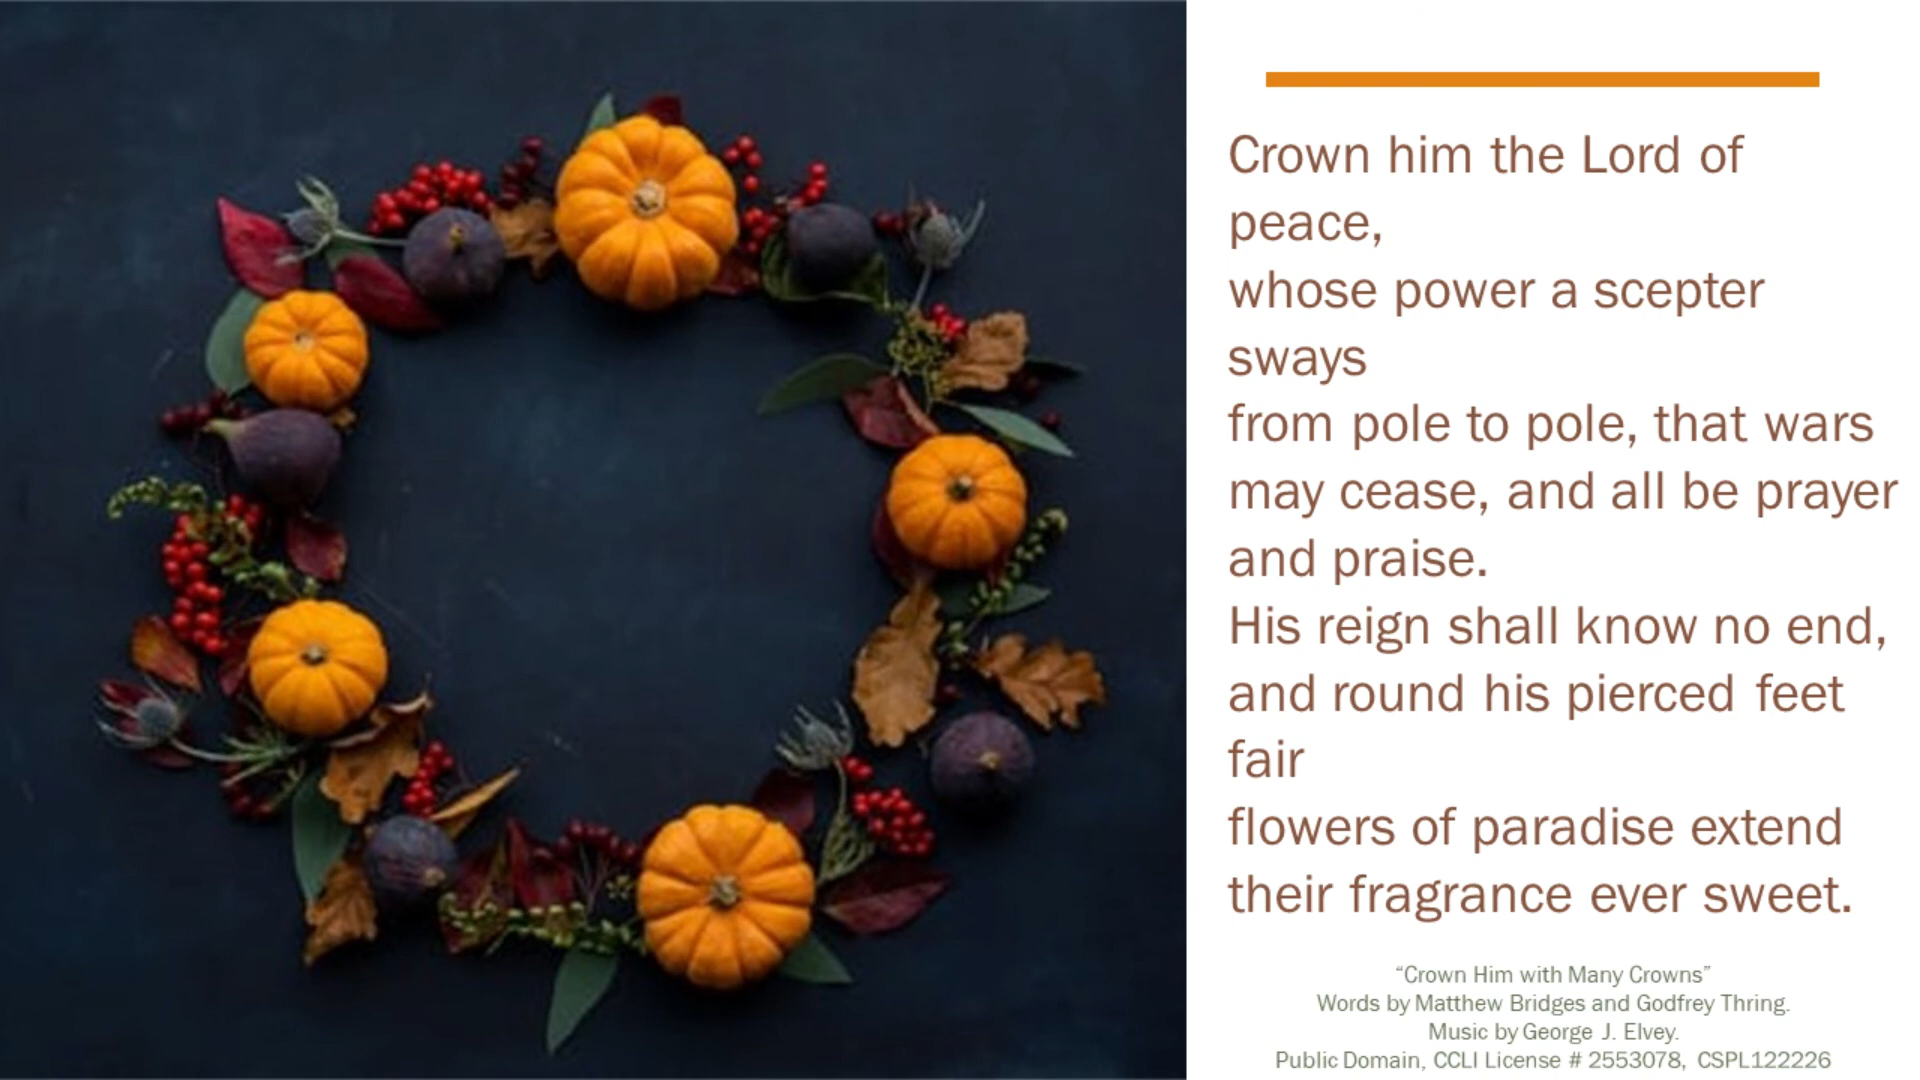 Crown him the Lord of
peace,
whose power a scepter
sways
from pole to pole, that wars
may cease, and all be prayer
and praise.
His reign shall know no end,
and round his pierced feet
fair
flowers of paradise extend
their fragrance ever sweet.
“Crown Him with Many Crowns”
Words by Matthew Bridges and Godfrey Thring.
Music by George J. Elvey.
Public Domain, CCLI License # 2553078, CSPL122226